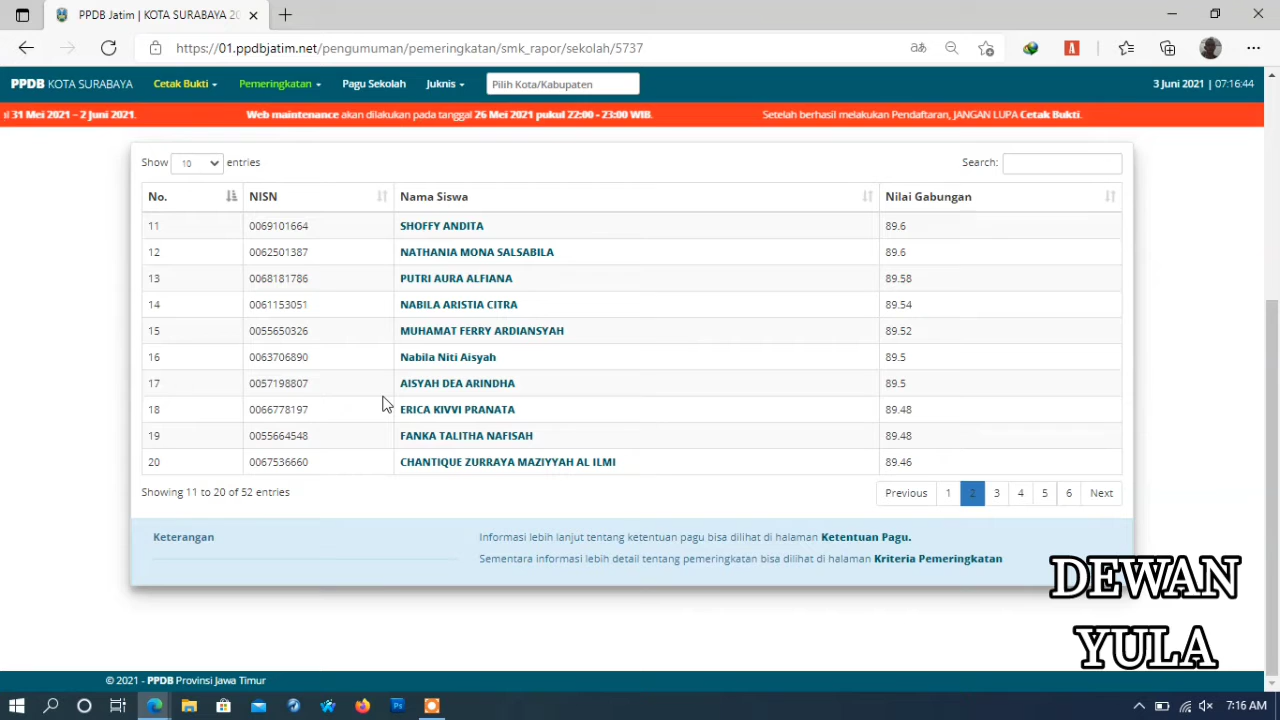 PPDB Jatim | KOTA SURABAYA 20
https://01.ppdbjatim.net/pengumuman/pemeringkatan/smk_rapor/sekolah/5737
PPDB KOTA SURABAYA Cetak Bukti Pemeringkatan Pagu Sekolah Juknis Pilih Kota/Kabupaten 3 Juni 2021 | 07:16:44
31 Mei 2021 – 2 Juni 2021. Web maintenance akan dilakukan pada tanggal 26 Mei 2021 pukul 22:00 - 23:00 WIB. Setelah berhasil melakukan Pendaftaran, JANGAN LUPA Cetak Bukti.
Show 10 entries Search:
No. NISN Nama Siswa Nilai Gabungan
11 0069101664 SHOFFY ANDITA 89.6
12 0062501387 NATHANIA MONA SALSABILA 89.6
13 0068181786 PUTRI AURA ALFIANA 89.58
14 0061153051 NABILA ARISTIA CITRA 89.54
15 0055650326 MUHAMAT FERRY ARDIANSYAH 89.52
16 0063706890 Nabila Niti Aisyah 89.5
17 0057198807 AISYAH DEA ARINDHA 89.5
18 0066778197 ERICA KIVVI PRANATA 89.48
19 0055664548 FANKA TALITHA NAFISAH 89.48
20 0067536660 CHANTIQUE ZURRAYA MAZIYYAH AL ILMI 89.46
Showing 11 to 20 of 52 entries Previous 1 2 3 4 5 6 Next
Keterangan Informasi lebih lanjut tentang ketentuan pagu bisa dilihat di halaman Ketentuan Pagu.
Sementara informasi lebih detail tentang pemeringkatan bisa dilihat di halaman Kriteria Pemeringkatan
DEWAN
YULA
© 2021 - PPDB Provinsi Jawa Timur
7:16 AM